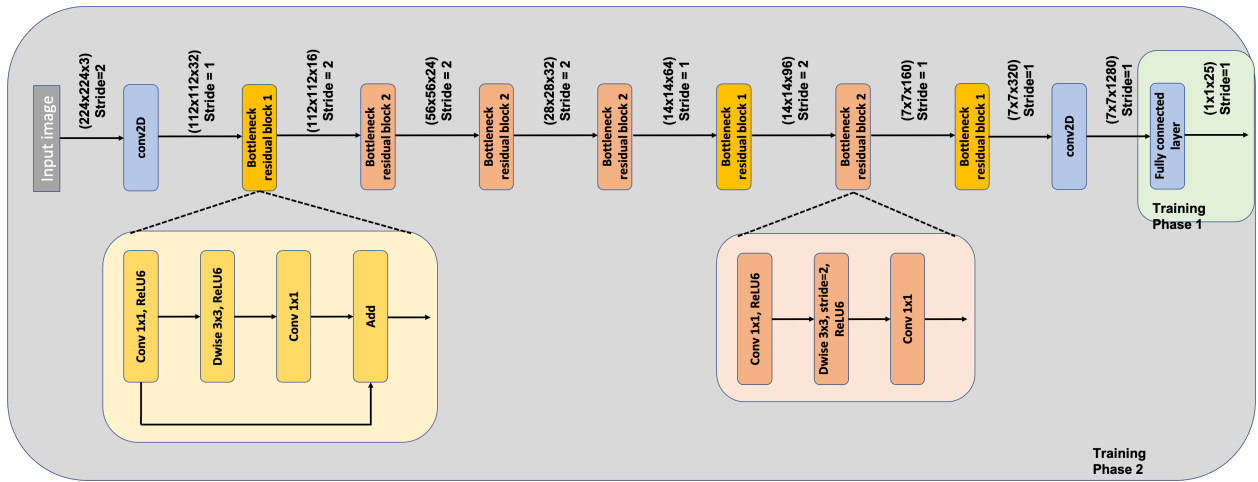 Input image
(224x224x3)
Stride=2
conv2D
(112x112x32)
Stride = 1
Bottleneck
residual block 1
(112x112x16)
Stride = 2
Bottleneck
residual block 2
(56x56x24)
Stride = 2
Bottleneck
residual block 2
(28x28x32)
Stride = 2
Bottleneck
residual block 2
(14x14x64)
Stride = 1
Bottleneck
residual block 1
(14x14x96)
Stride = 2
Bottleneck
residual block 2
(7x7x160)
Stride = 1
Bottleneck
residual block 1
(7x7x320)
Stride=1
conv2D
(7x7x1280)
Stride=1
Fully connected
layer
(1x1x25)
Stride=1
Training
Phase 1
Conv 1x1, ReLU6
Dwise 3x3, ReLU6
Conv 1x1
Add
Conv 1x1, ReLU6
Dwise 3x3, stride=2,
ReLU6
Conv 1x1
Training
Phase 2